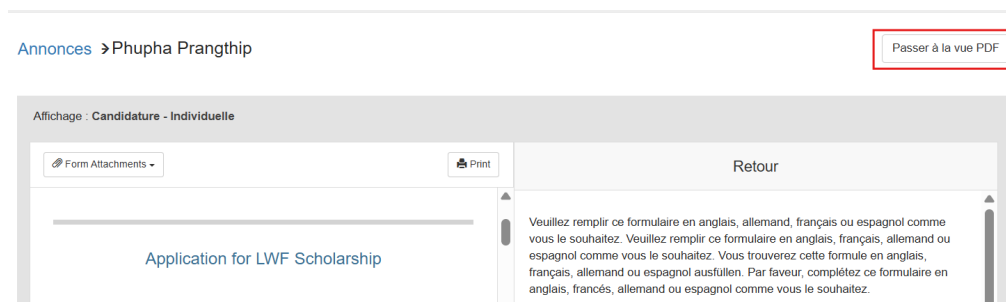 Annonces ➔Phupha Prangthip
Passer à la vue PDF
Affichage : Candidature - Individuelle
Form Attachments
Print
Retour
Application for LWF Scholarship
Veuillez remplir ce formulaire en anglais, allemand, français ou espagnol comme
vous le souhaitez. Veuillez remplir ce formulaire en anglais, français, allemand ou
espagnol comme vous le souhaitez. Vous trouverez cette formule en anglais,
français, allemand ou espagnol ausfüllen. Par faveur, complétez ce formulaire en
anglais, francés, allemand ou espagnol comme vous le souhaitez.